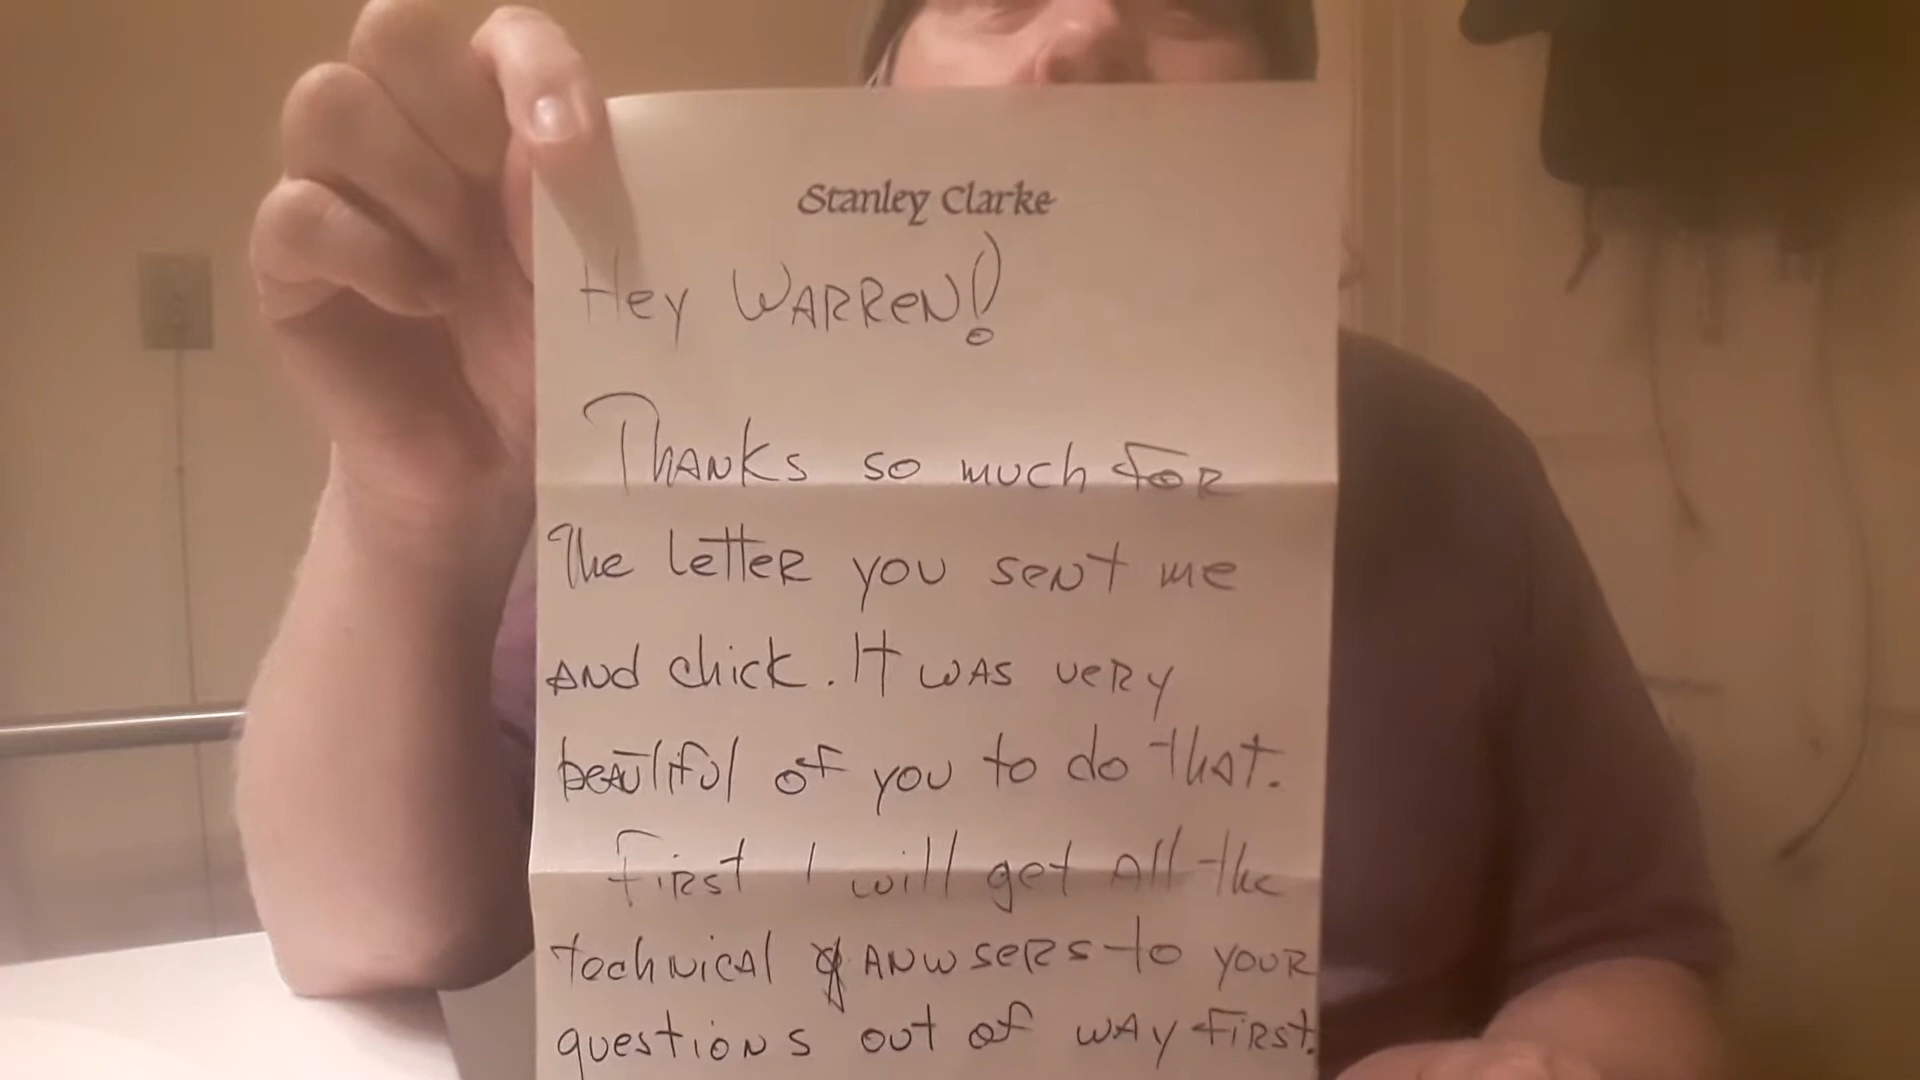 Stanley Clarke
Hey WARReN!
THANKS so much FOR
The letteR you seNt me
AND chick. It WAS veRy
beautiful of you to do that.
First I will get All the
technicAl ANWseRs to youR
questioNs out of wAy FiRst.